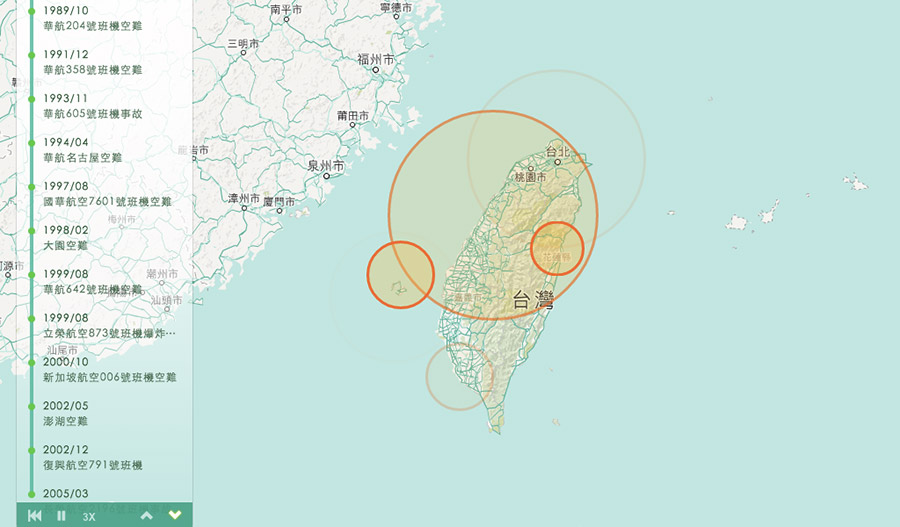 1989/10
華航204號班機空難
1991/12
華航358號班機空難
1993/11
華航605號班機事故
1994/04
華航名古屋空難
1997/08
國華航空7601號班機空難
1998/02
大園空難
1999/08
華航642號班機空難
1999/08
立榮航空873號班機爆炸…
2000/10
新加坡航空006號班機空難
2002/05
澎湖空難
2002/12
復興航空791號班機
2005/03
3X
南平市
寧德市
三明市
福州市
莆田市
龍岩市
泉州市
漳州市
廈門市
梅州市
潮州市
汕頭市
汕尾市
台北
桃園市
嘉義市
台灣